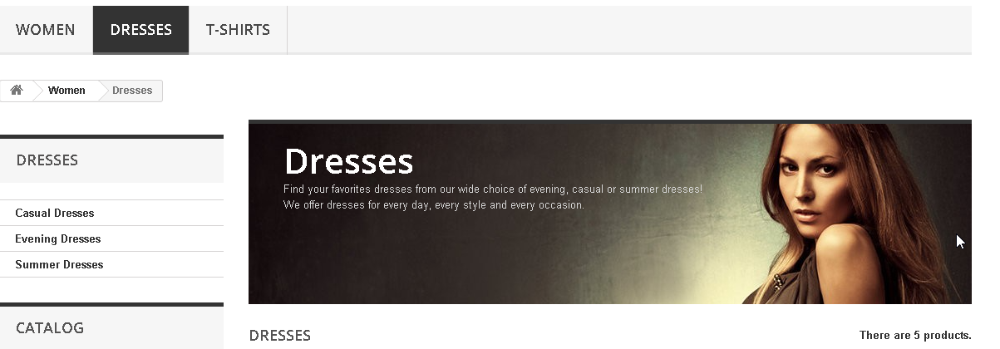 WOMEN DRESSES T-SHIRTS
Women Dresses
DRESSES
Casual Dresses
Evening Dresses
Summer Dresses
CATALOG
Dresses
Find your favorites dresses from our wide choice of evening, casual or summer dresses!
We offer dresses for every day, every style and every occasion.
DRESSES There are 5 products.